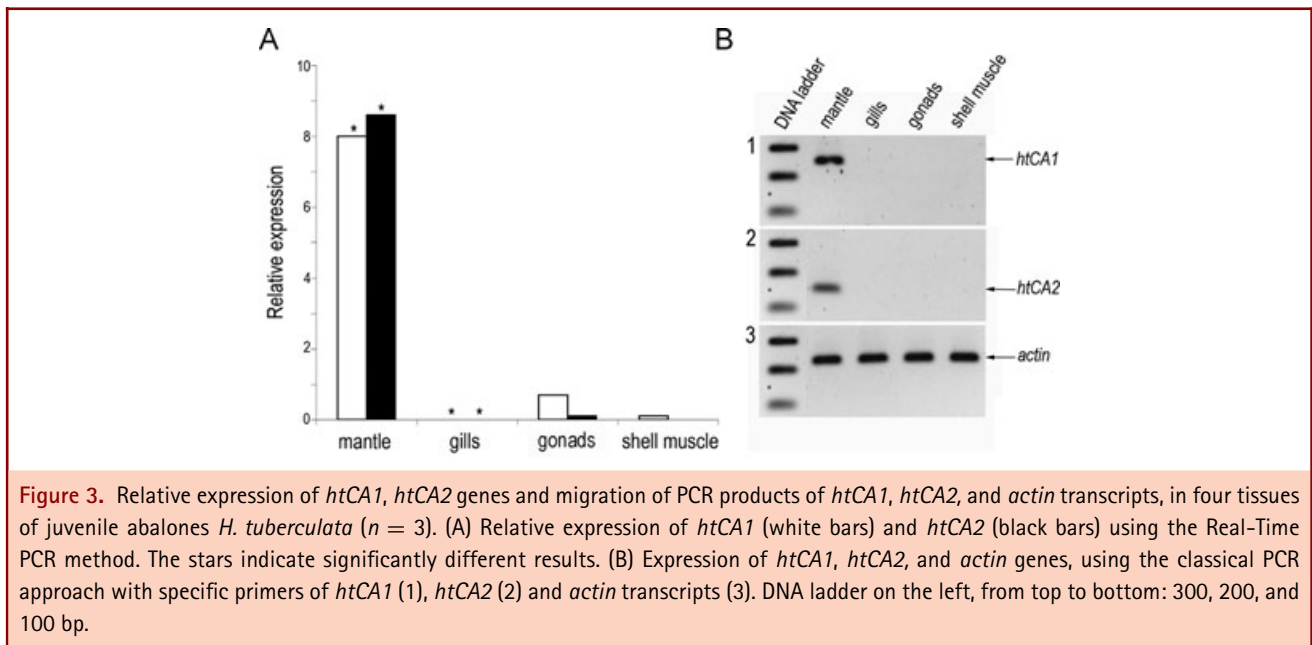 A
B
10
8
6
4
2
0
Relative expression
* *
* *
mantle gills gonads shell muscle
DNA ladder mantle gills gonads shell muscle
1
htCA1
2
htCA2
3
actin
Figure 3. Relative expression of htCA1, htCA2 genes and migration of PCR products of htCA1, htCA2, and actin transcripts, in four tissues
of juvenile abalones H. tuberculata (n = 3). (A) Relative expression of htCA1 (white bars) and htCA2 (black bars) using the Real-Time
PCR method. The stars indicate significantly different results. (B) Expression of htCA1, htCA2, and actin genes, using the classical PCR
approach with specific primers of htCA1 (1), htCA2 (2) and actin transcripts (3). DNA ladder on the left, from top to bottom: 300, 200, and
100 bp.